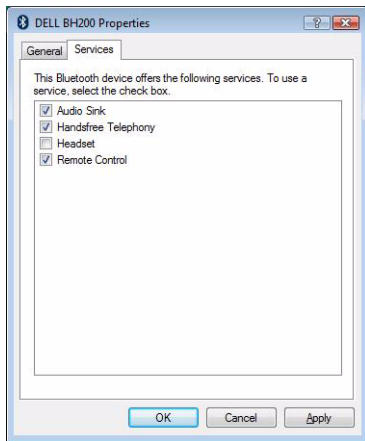 DELL BH200 Properties
General
Services
This Bluetooth device offers the following services. To use a
service, select the check box.
Audio Sink
Handsfree Telephony
Headset
Remote Control
OK
Cancel
Apply